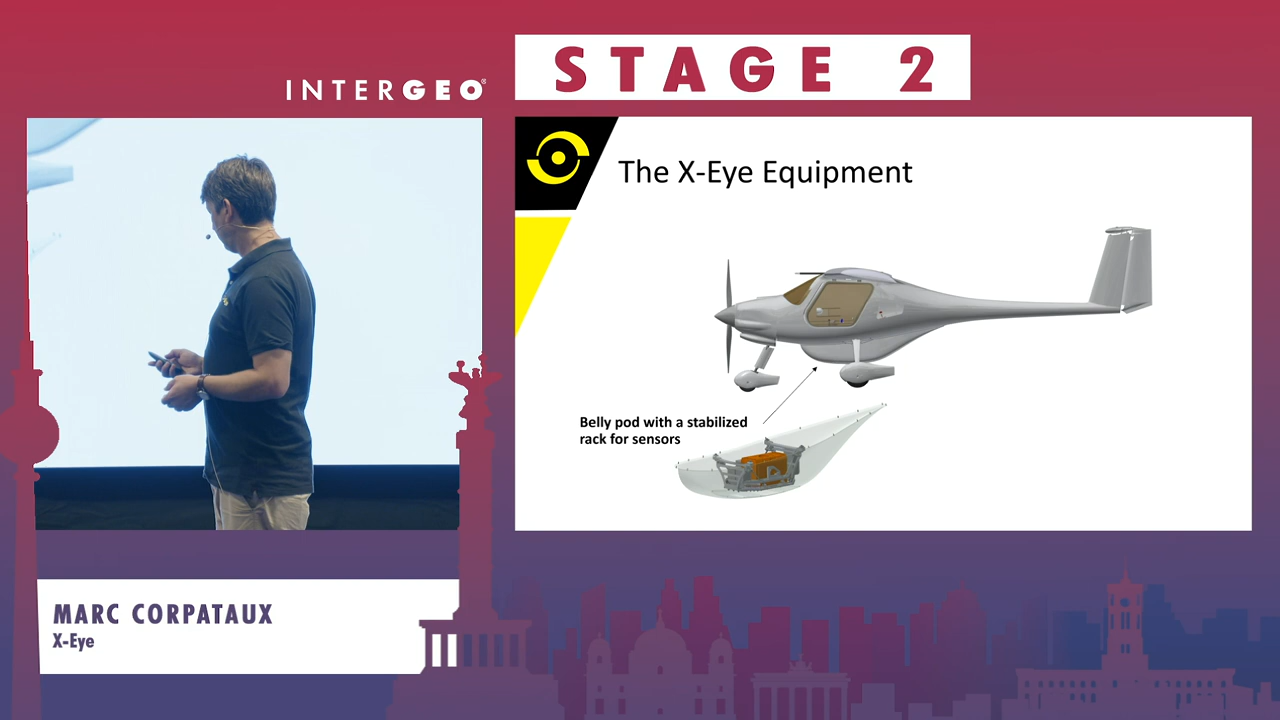 STAGE 2
INTERGEO®
The X-Eye Equipment
Belly pod with a stabilized
rack for sensors
MARC CORPATAUX
X-Eye